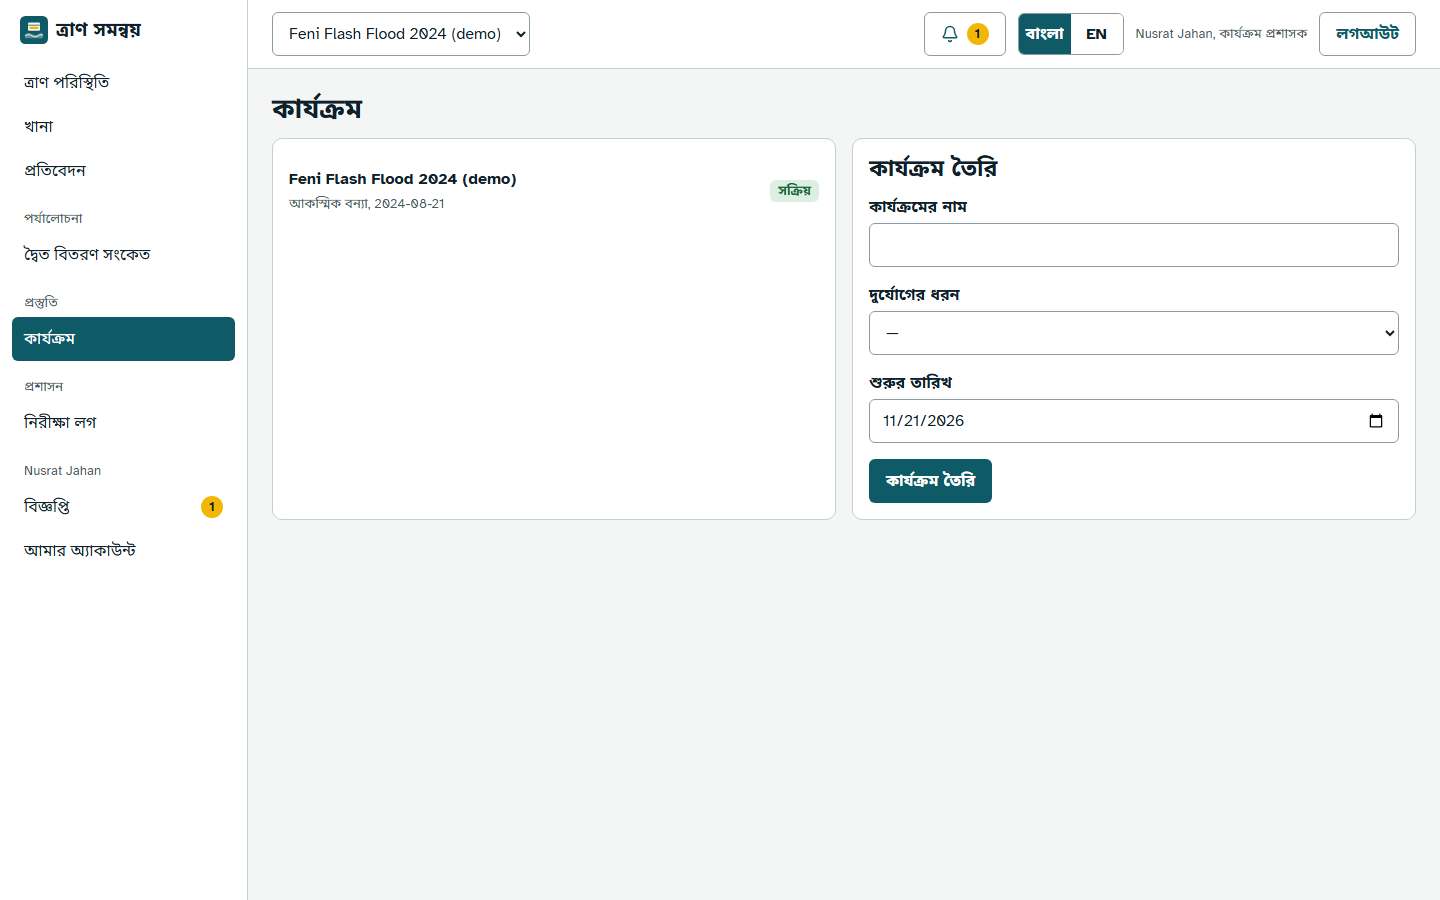 ত্রাণ সমন্বয়
ত্রাণ পরিস্থিতি
খানা
প্রতিবেদন
পর্যালোচনা
দ্বৈত বিতরণ সংকেত
প্রস্তুতি
কার্যক্রম
প্রশাসন
নিরীক্ষা লগ
Nusrat Jahan
বিজ্ঞপ্তি 1
আমার অ্যাকাউন্ট
Feni Flash Flood 2024 (demo)
1
বাংলা EN
Nusrat Jahan, কার্যক্রম প্রশাসক
লগআউট
কার্যক্রম
Feni Flash Flood 2024 (demo)
আকস্মিক বন্যা, 2024-08-21
সক্রিয়
কার্যক্রম তৈরি
কার্যক্রমের নাম
দুর্যোগের ধরন
—
শুরুর তারিখ
11/21/2026
কার্যক্রম তৈরি